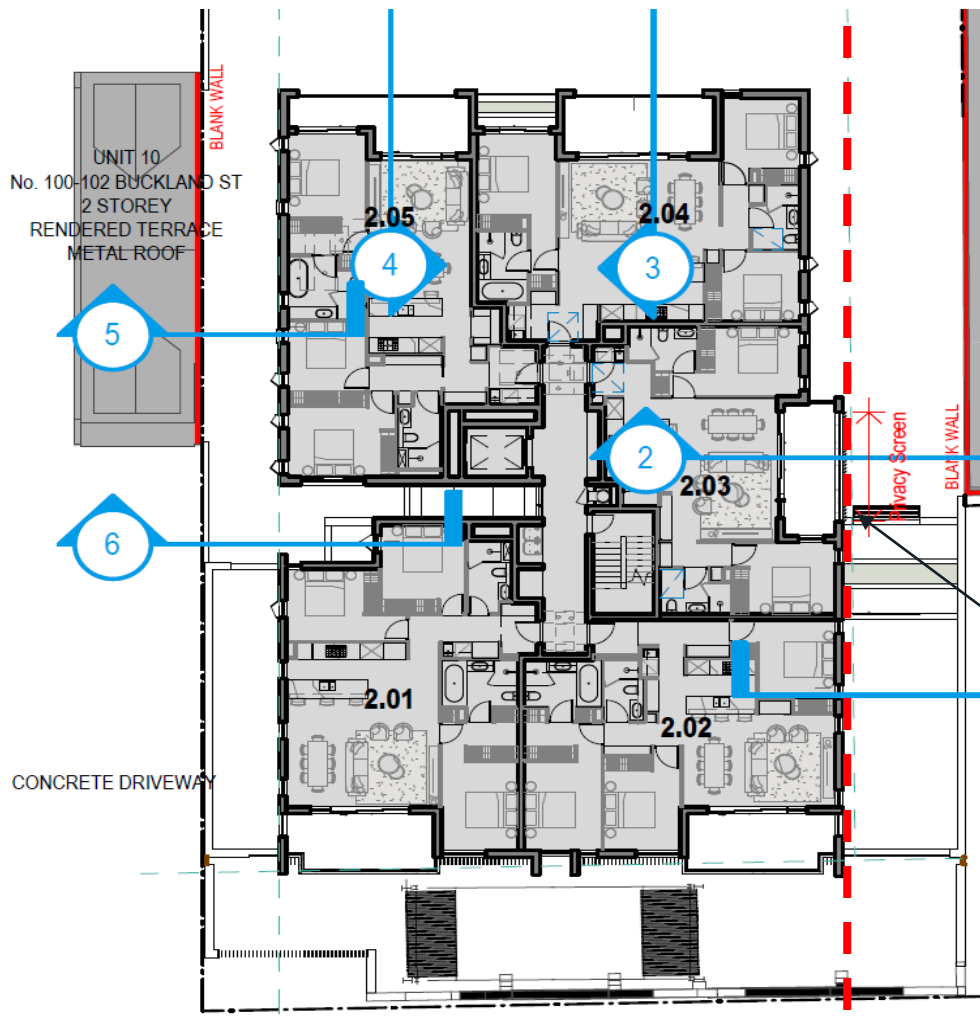 BLANK WALL
UNIT 10
No. 100-102 BUCKLAND ST
2 STOREY
RENDERED TERRACE
METAL ROOF
2.05
2.04
4
3
5
2
2.03
Privacy Screen
BLANK WALL
6
2.01
2.02
CONCRETE DRIVEWAY